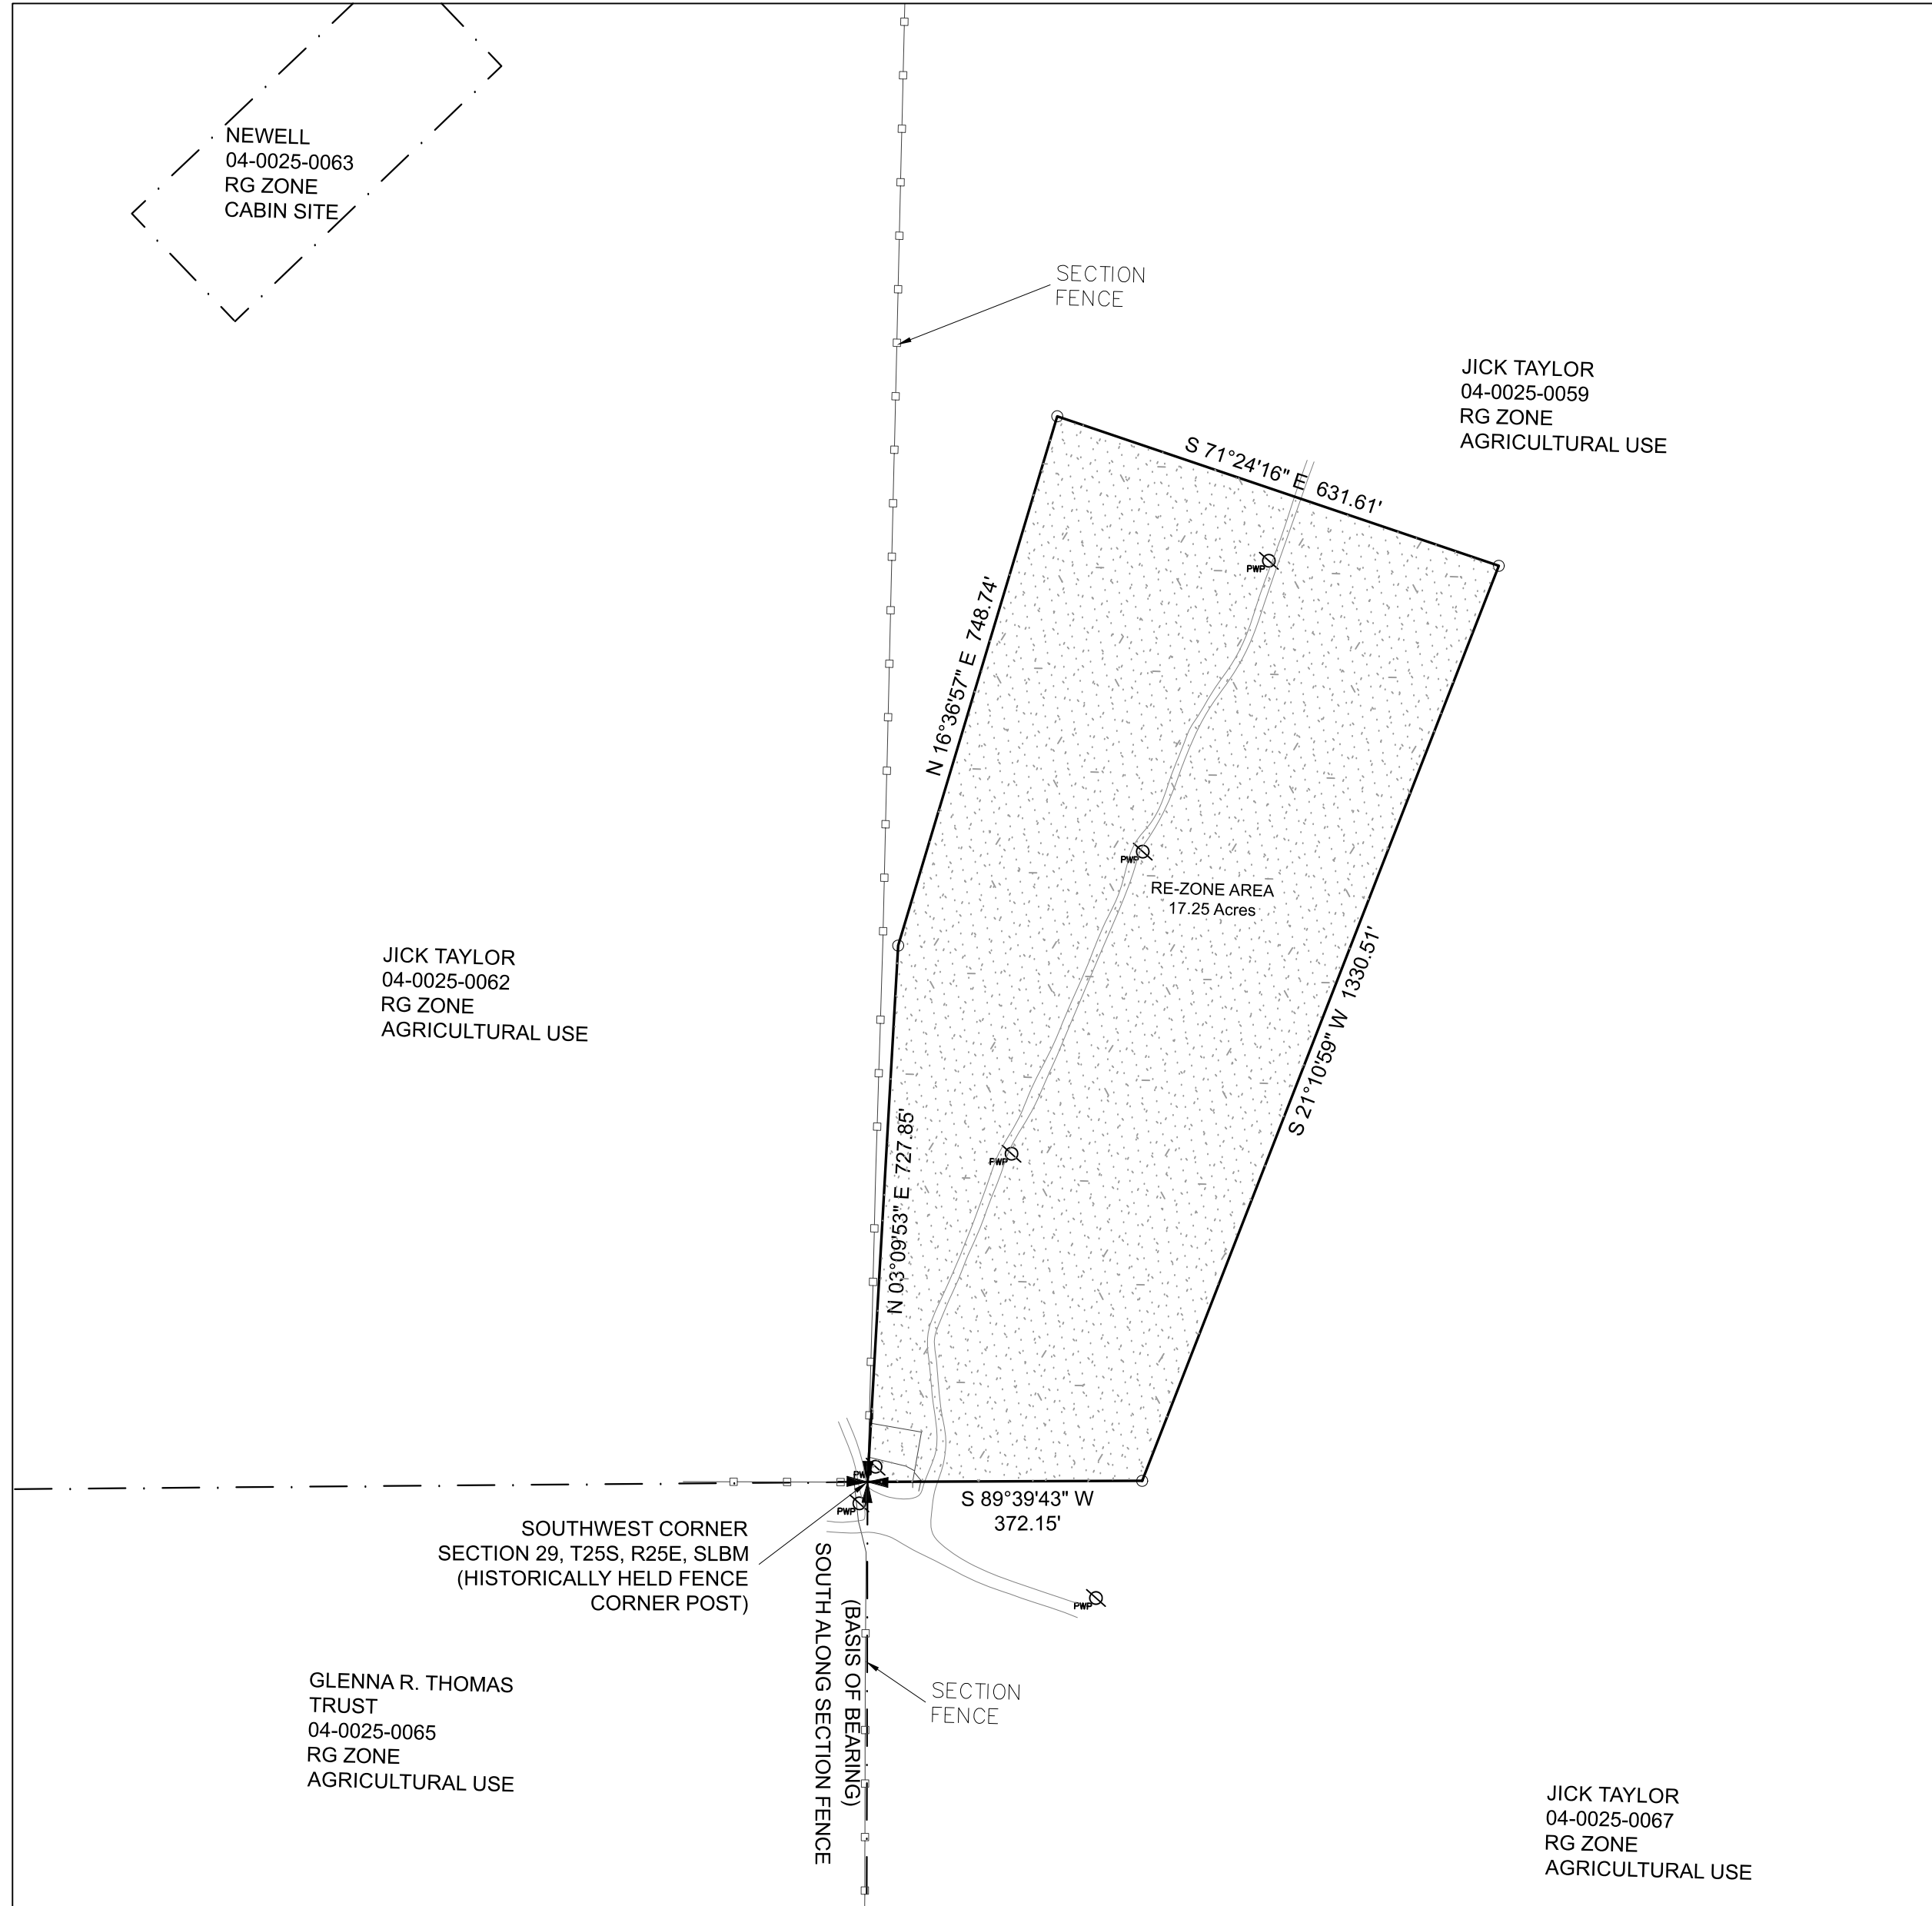 NEWELL
04-0025-0063
RG ZONE
CABIN SITE
SECTION
FENCE
JICK TAYLOR
04-0025-0059
RG ZONE
AGRICULTURAL USE
S 71°24'16" E 631.61'
PWP
N 16°36'57" E 748.74'
PWP
RE-ZONE AREA
17.25 Acres
JICK TAYLOR
04-0025-0062
RG ZONE
AGRICULTURAL USE
S 21°10'59" W 1330.51'
PWP
N 03°09'53" E 727.85'
PWP
PWP
S 89°39'43" W
372.15'
SOUTHWEST CORNER
SECTION 29, T25S, R25E, SLBM
(HISTORICALLY HELD FENCE
CORNER POST)
PWP
SOUTH ALONG SECTION FENCE
(BASIS OF BEARING)
SECTION
FENCE
GLENNA R. THOMAS
TRUST
04-0025-0065
RG ZONE
AGRICULTURAL USE
JICK TAYLOR
04-0025-0067
RG ZONE
AGRICULTURAL USE